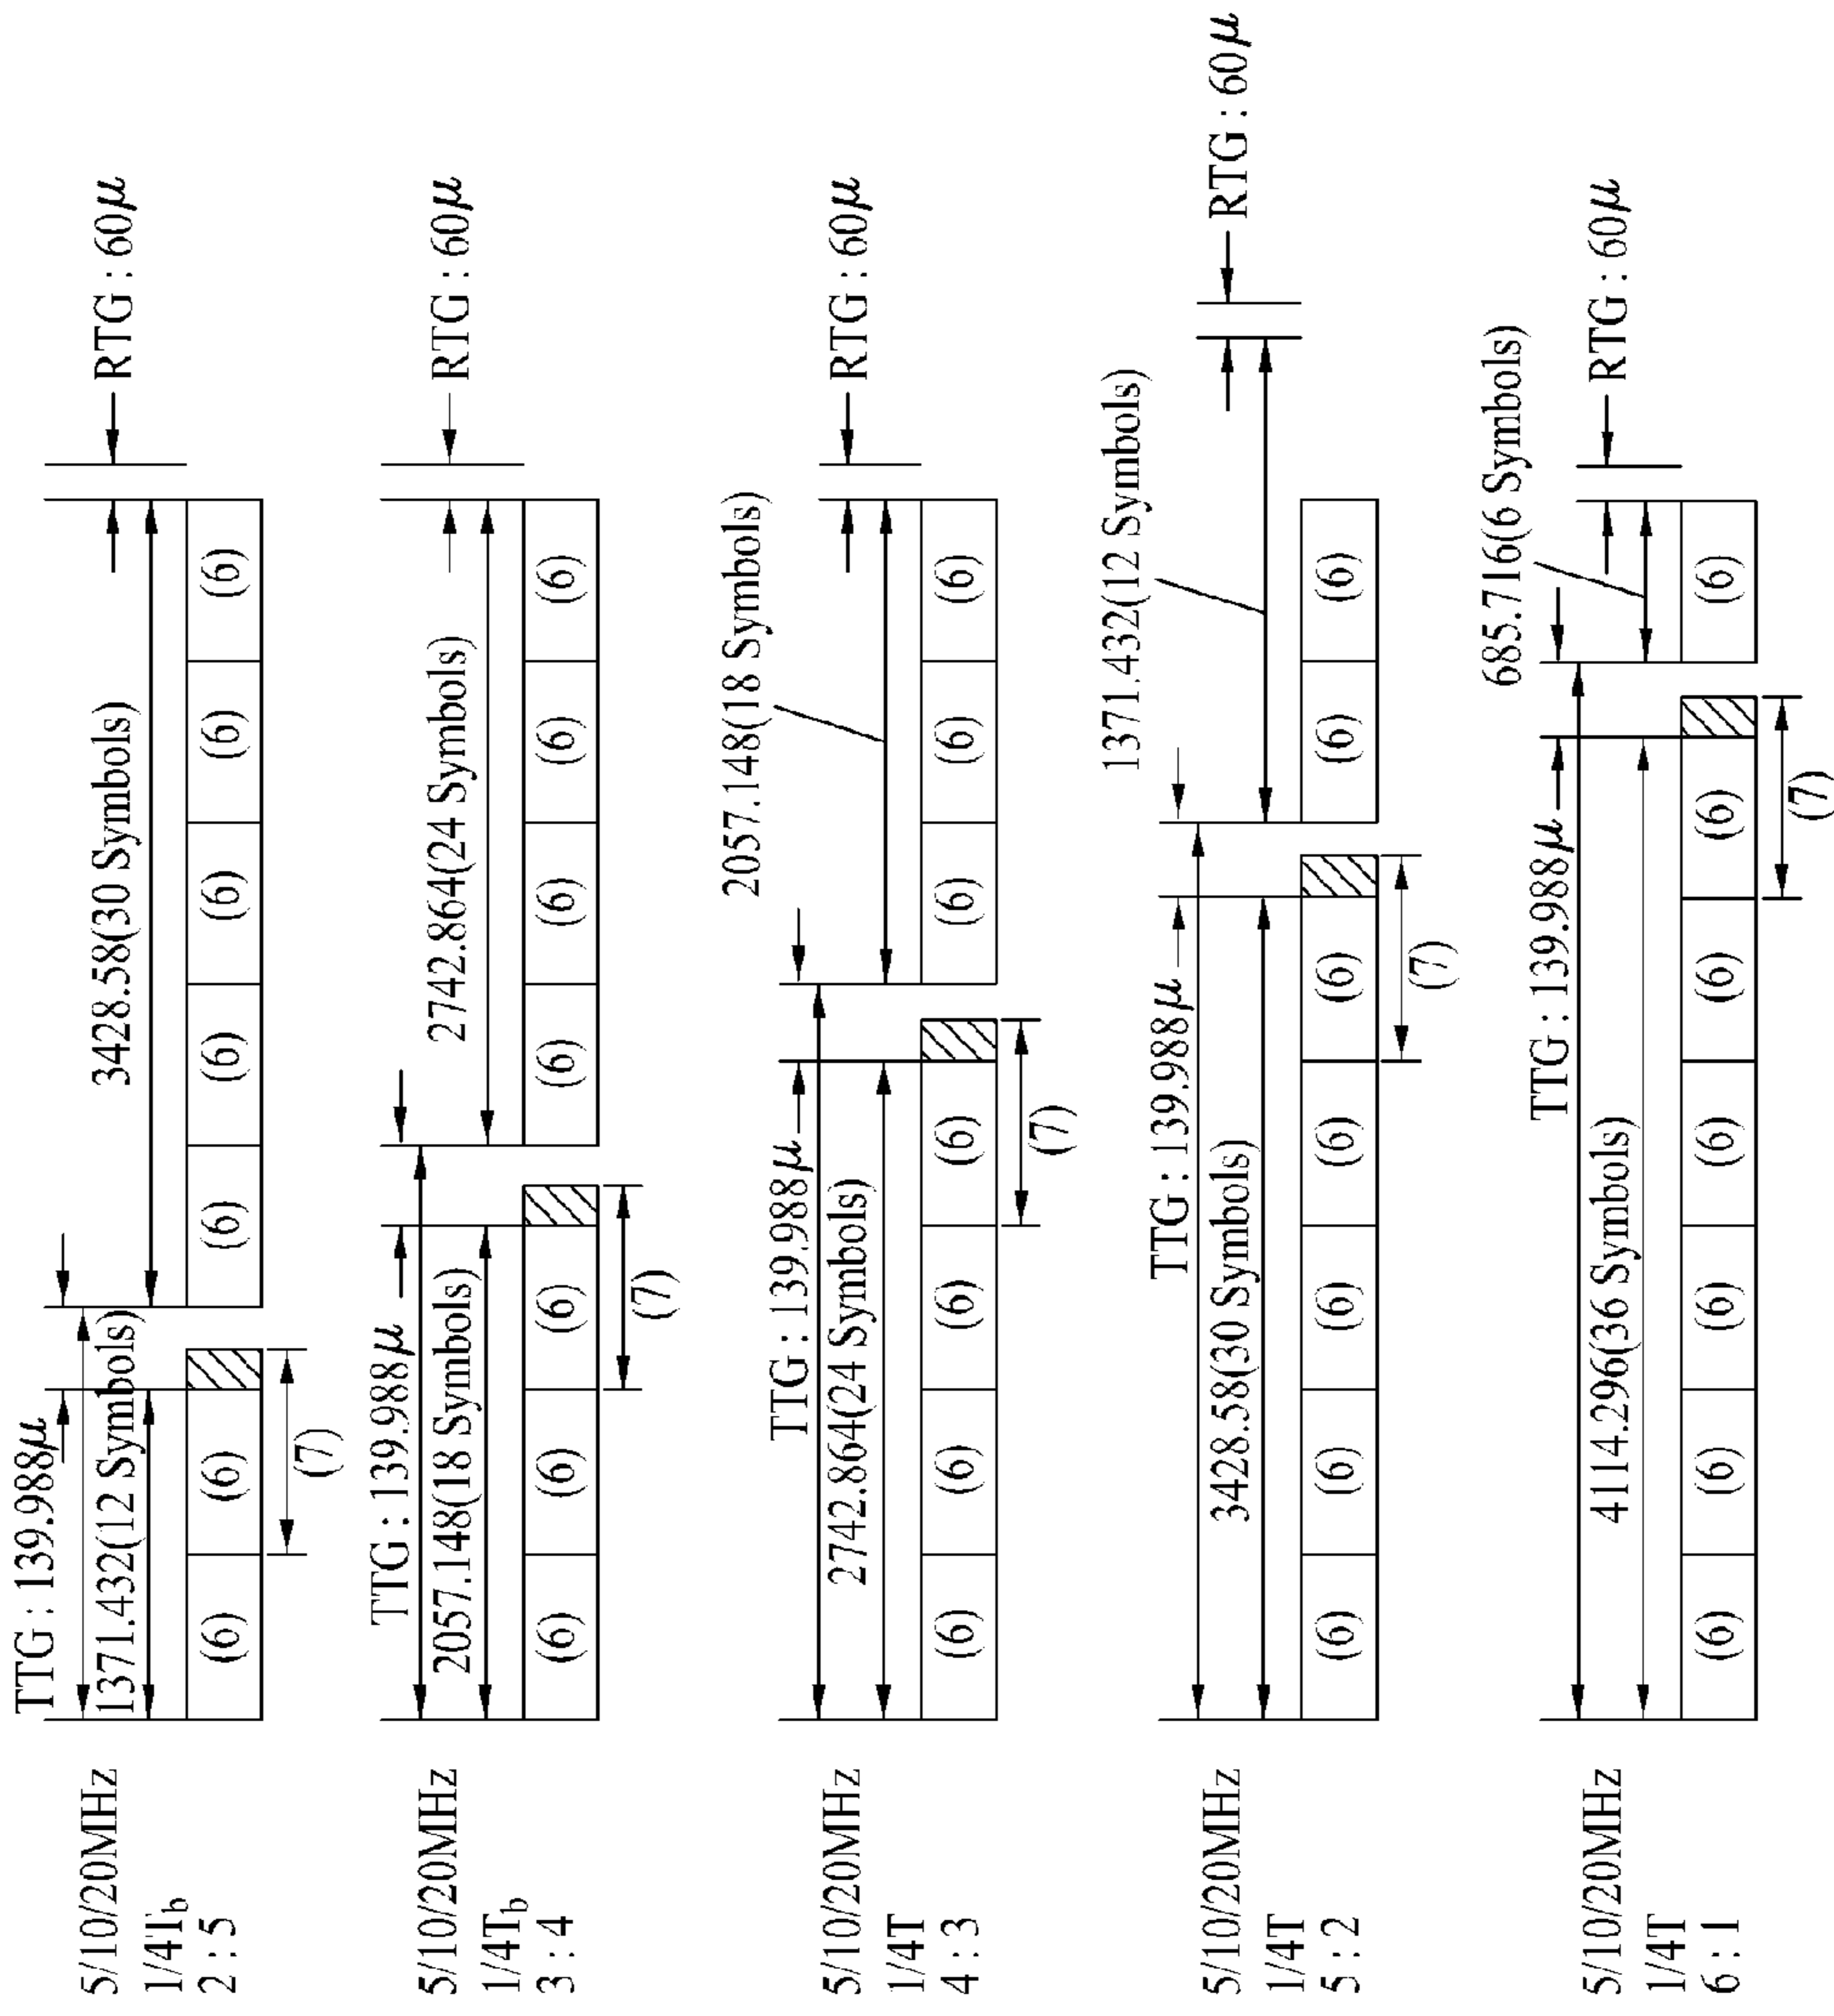 5/10/20MHz
1/4Tb
2 : 5
TTG : 139.988μ
1371.432(12 Symbols)
3428.58(30 Symbols)
RTG : 60μ
(6) (6) (6) (6) (6) (6) (6)
(7)
5/10/20MHz
1/4Tb
3 : 4
TTG : 139.988μ
2057.148(18 Symbols)
2742.864(24 Symbols)
RTG : 60μ
(6) (6) (6) (6) (6) (6) (6)
(7)
5/10/20MHz
1/4T
4 : 3
TTG : 139.988μ
2742.864(24 Symbols)
2057.148(18 Symbols)
RTG : 60μ
(6) (6) (6) (6) (6) (6) (6)
(7)
5/10/20MHz
1/4T
5 : 2
TTG : 139.988μ
3428.58(30 Symbols)
1371.432(12 Symbols)
RTG : 60μ
(6) (6) (6) (6) (6) (6) (6)
(7)
5/10/20MHz
1/4T
6 : 1
TTG : 139.988μ
4114.296(36 Symbols)
685.716(6 Symbols)
RTG : 60μ
(6) (6) (6) (6) (6) (6) (6)
(7)